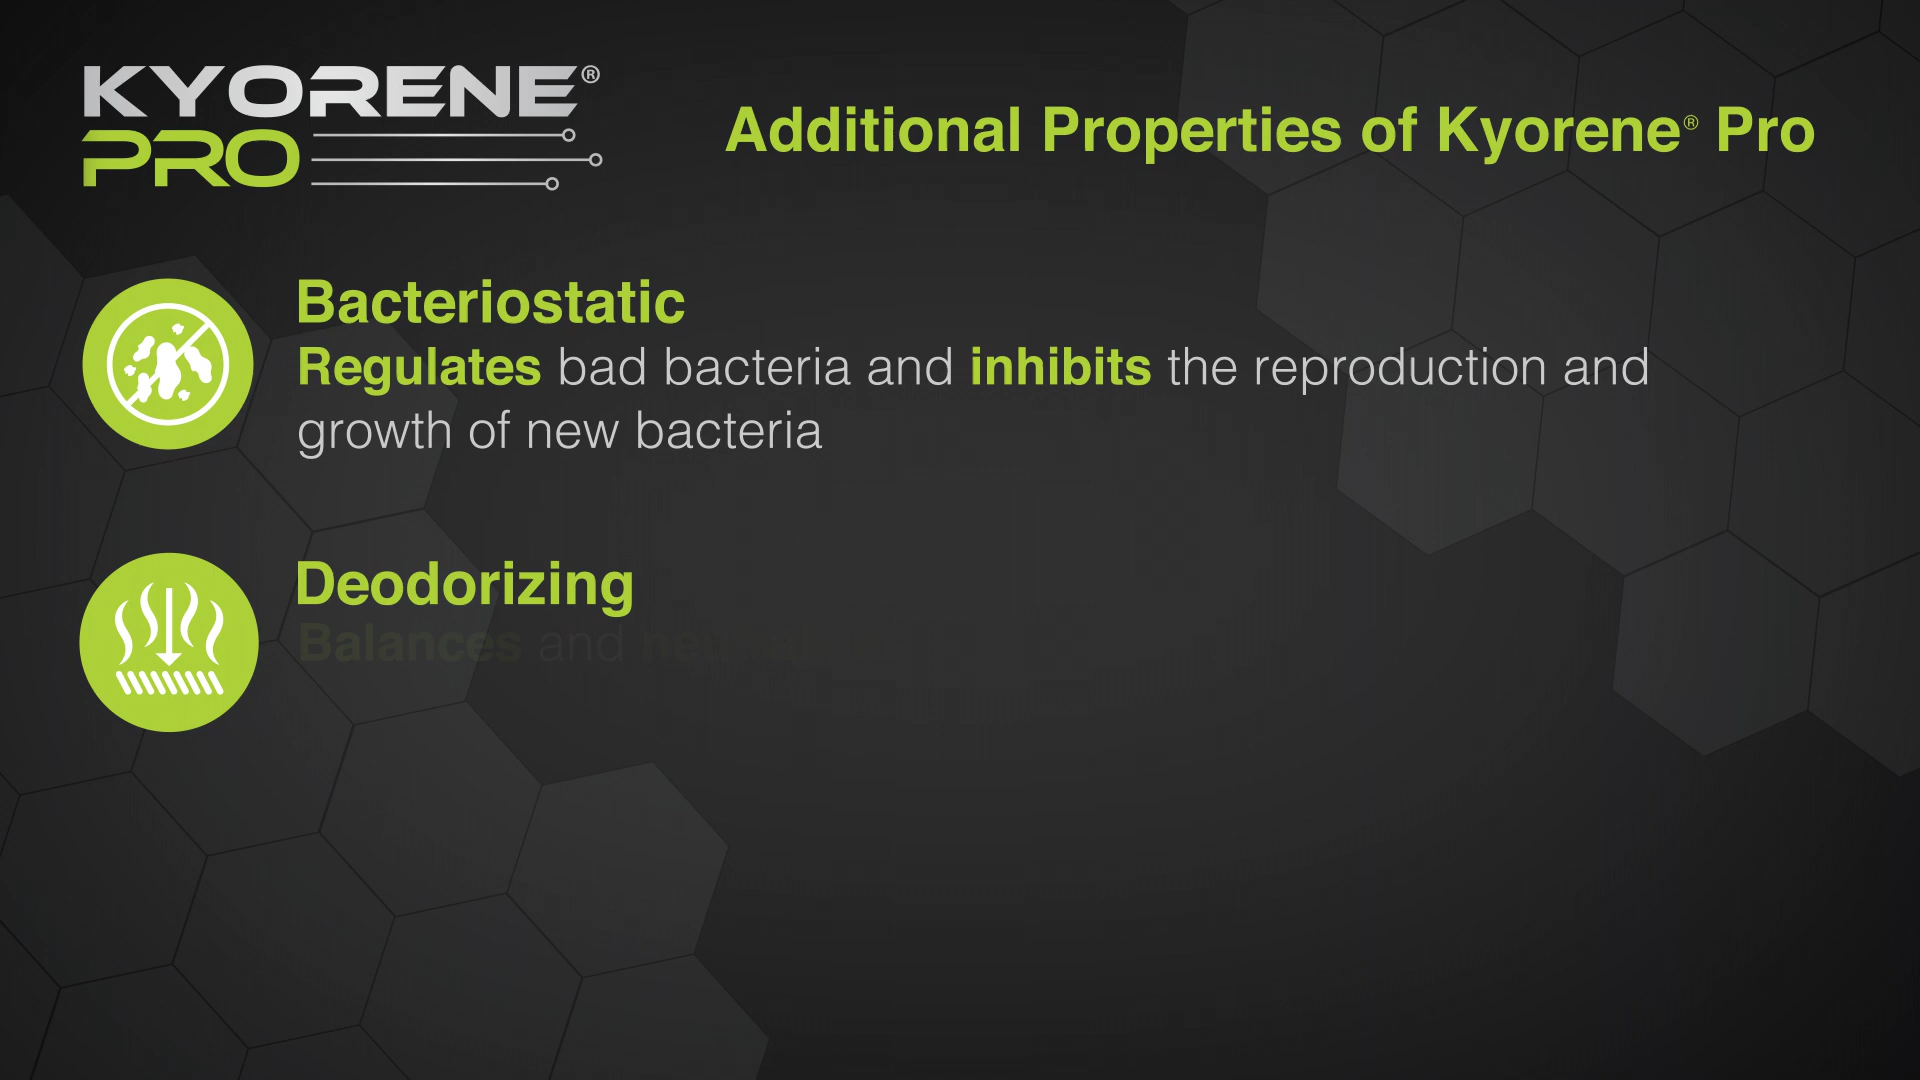 KYORENE®
PRO
Additional Properties of Kyorene® Pro
Bacteriostatic
Regulates bad bacteria and inhibits the reproduction and
growth of new bacteria
Deodorizing
Balances and